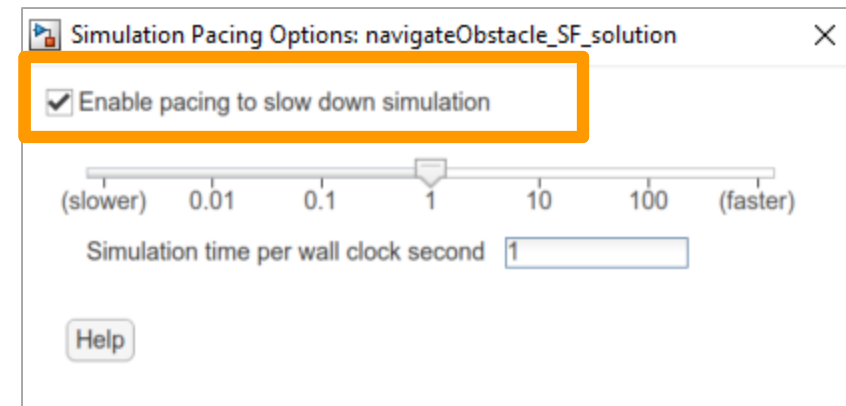 Simulation Pacing Options: navigateObstacle_SF_solution
Enable pacing to slow down simulation
(slower) 0.01 0.1 1 10 100 (faster)
Simulation time per wall clock second 1
Help